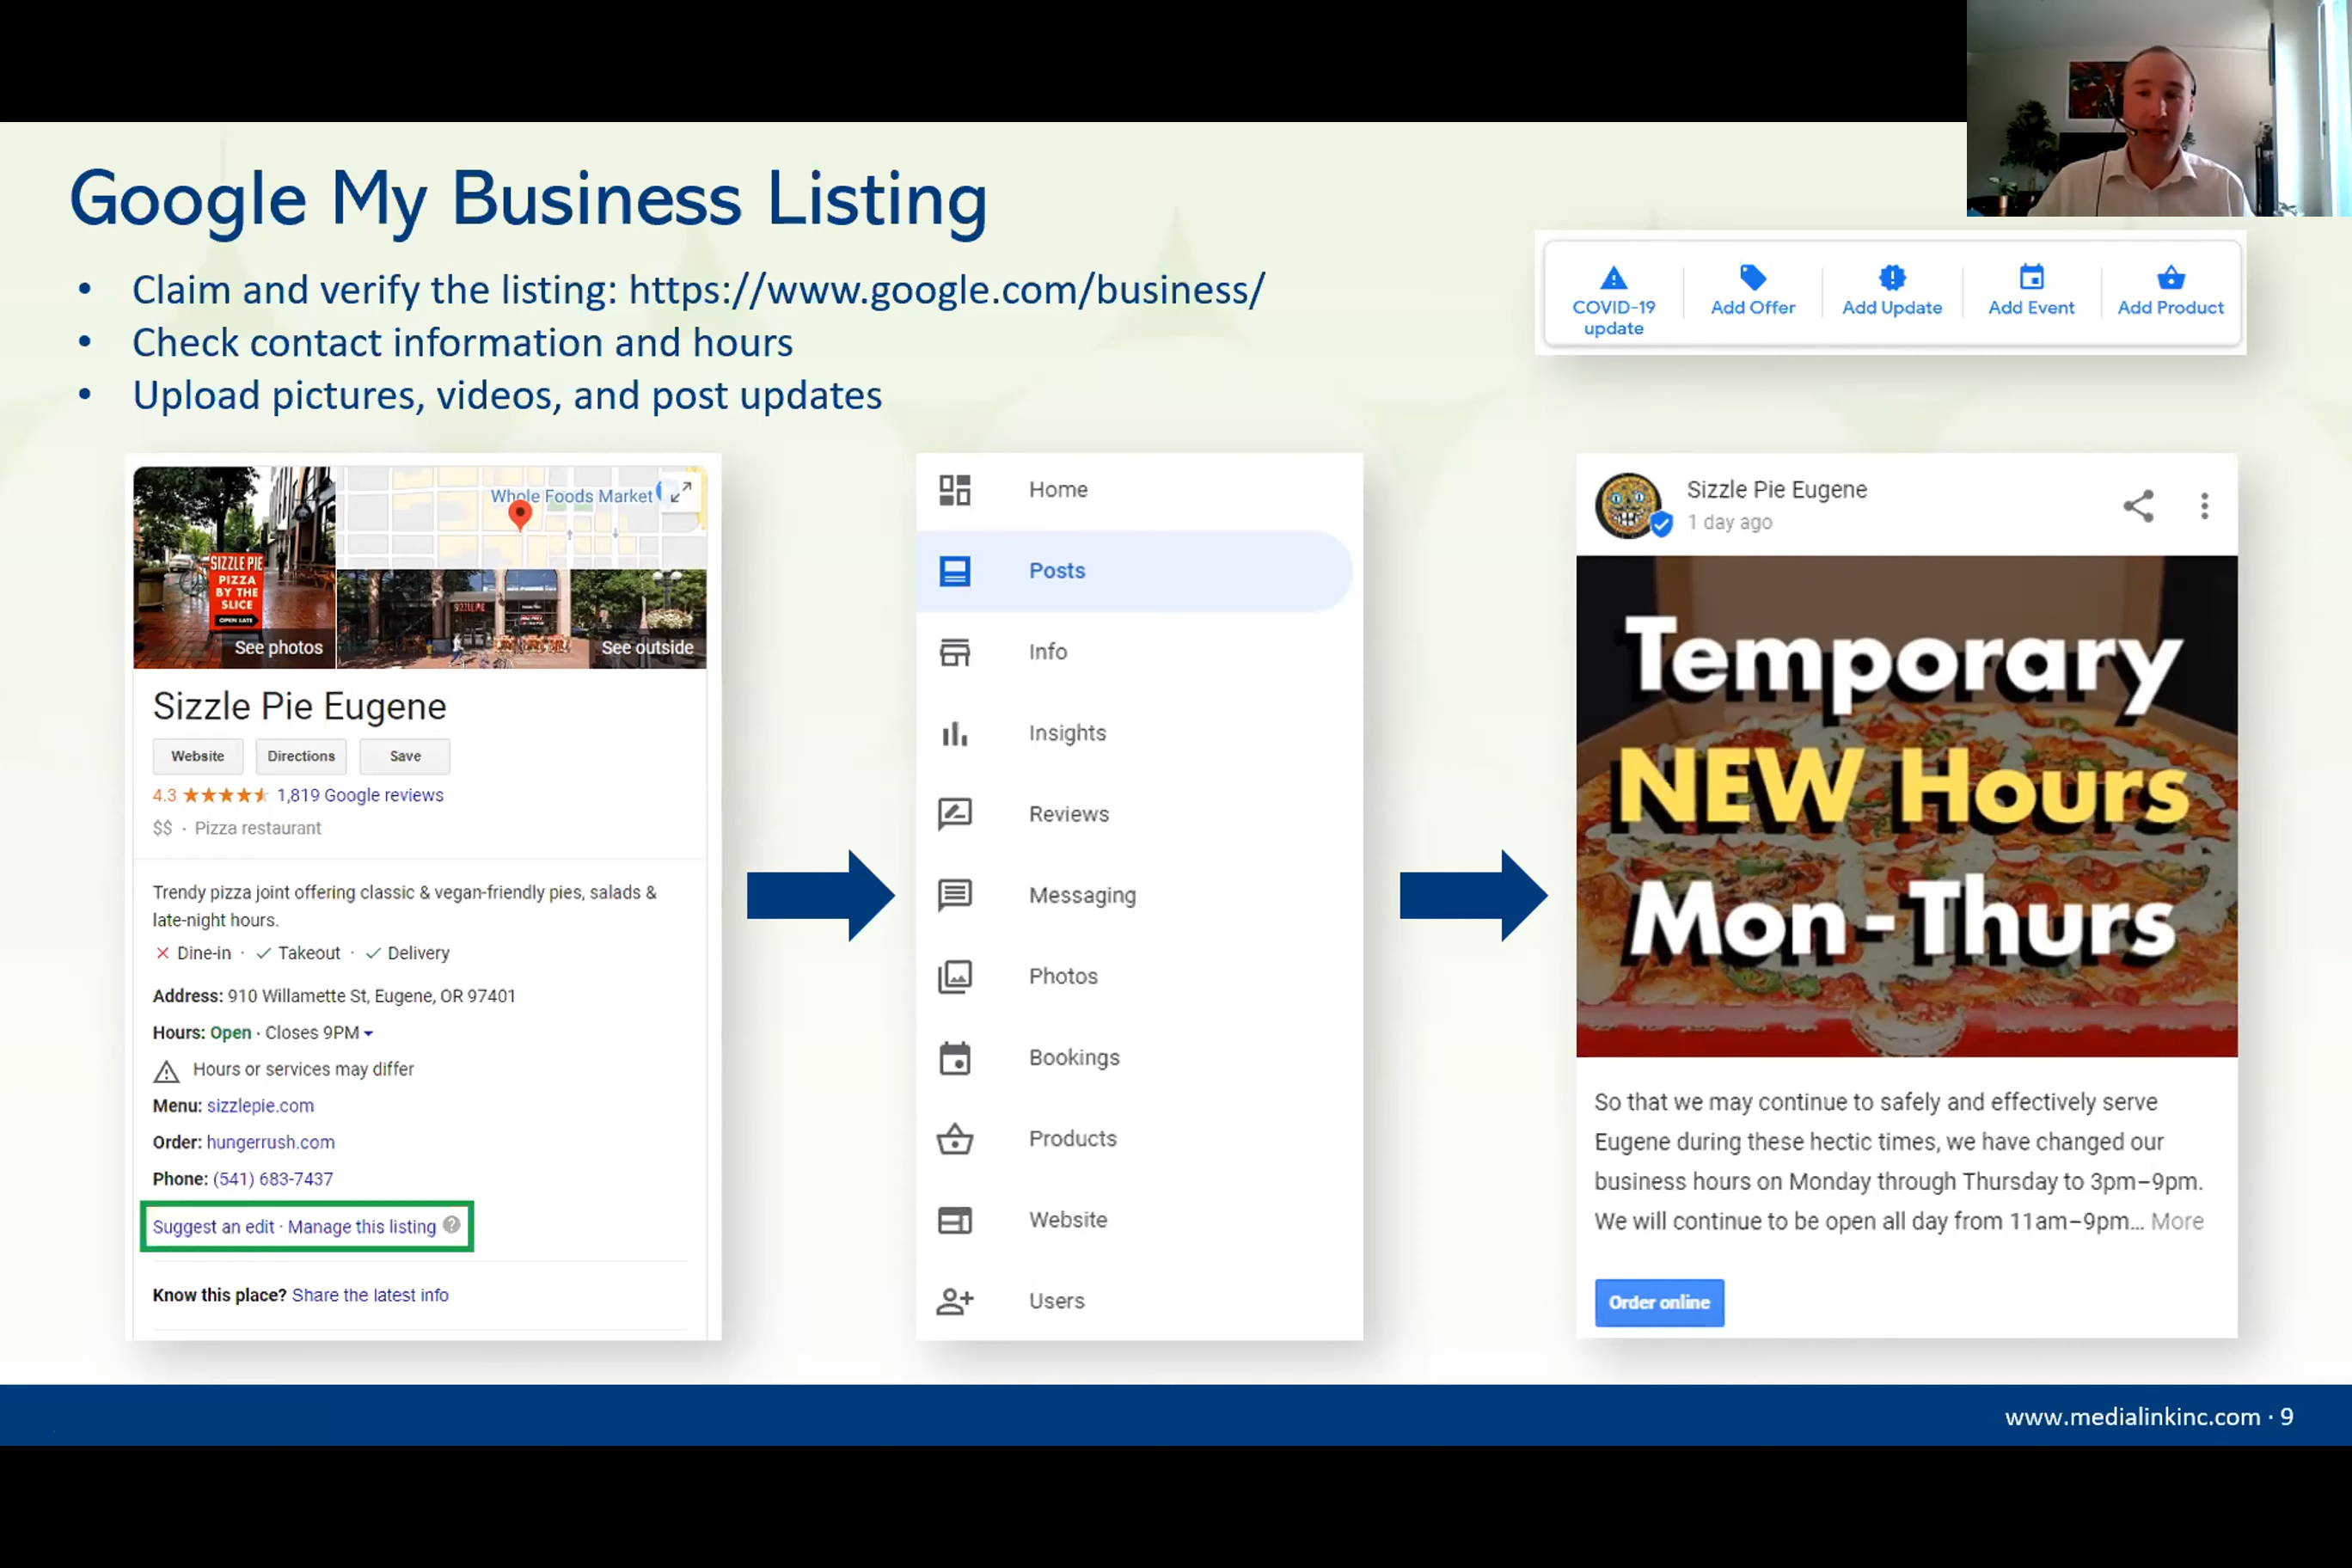 Google My Business Listing
• Claim and verify the listing: https://www.google.com/business/
• Check contact information and hours
• Upload pictures, videos, and post updates
COVID-19
update
Add Offer
Add Update
Add Event
Add Product
SIZZLE PIE
PIZZA
BY THE
SLICE
OPEN LATE
See photos
Whole Foods Market
SIZZLE PIE
See outside
Sizzle Pie Eugene
Website
Directions
Save
4.3 1,819 Google reviews
$$ · Pizza restaurant
Trendy pizza joint offering classic & vegan-friendly pies, salads &
late-night hours.
Dine-in · Takeout · Delivery
Address: 910 Willamette St, Eugene, OR 97401
Hours: Open · Closes 9PM
Hours or services may differ
Menu: sizzlepie.com
Order: hungerrush.com
Phone: (541) 683-7437
Suggest an edit · Manage this listing ?
Know this place? Share the latest info
Home
Posts
Info
Insights
Reviews
Messaging
Photos
Bookings
Products
Website
Users
Sizzle Pie Eugene
1 day ago
Temporary
NEW Hours
Mon-Thurs
So that we may continue to safely and effectively serve
Eugene during these hectic times, we have changed our
business hours on Monday through Thursday to 3pm–9pm.
We will continue to be open all day from 11am–9pm... More
Order online
www.medialinkinc.com · 9